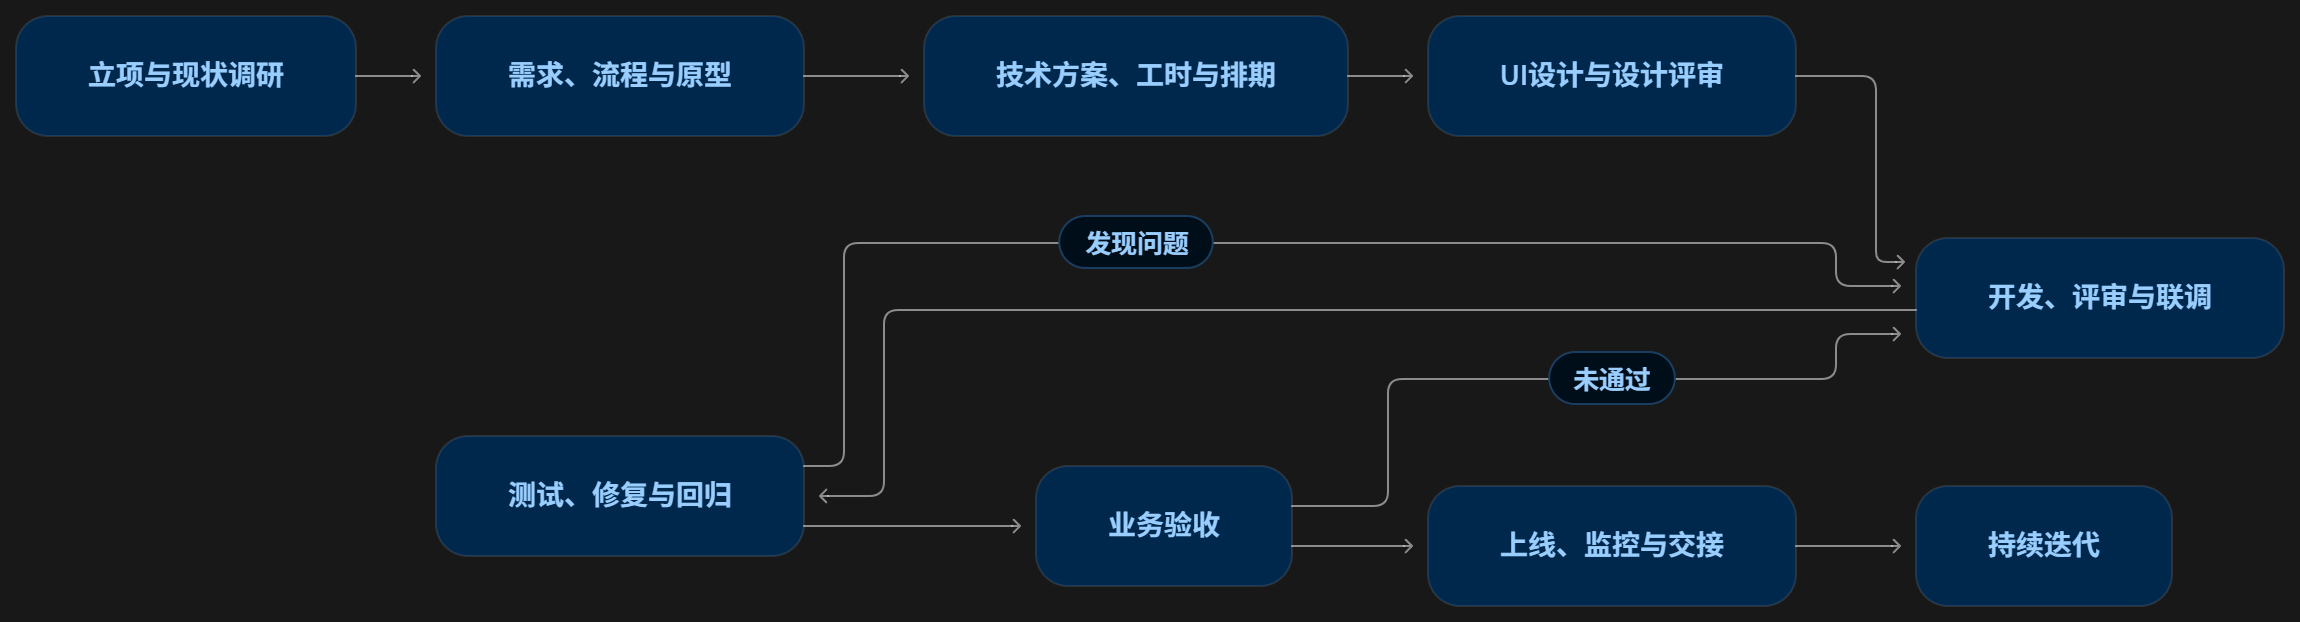 立项与现状调研
需求、流程与原型
技术方案、工时与排期
UI设计与设计评审
发现问题
开发、评审与联调
未通过
测试、修复与回归
业务验收
上线、监控与交接
持续迭代